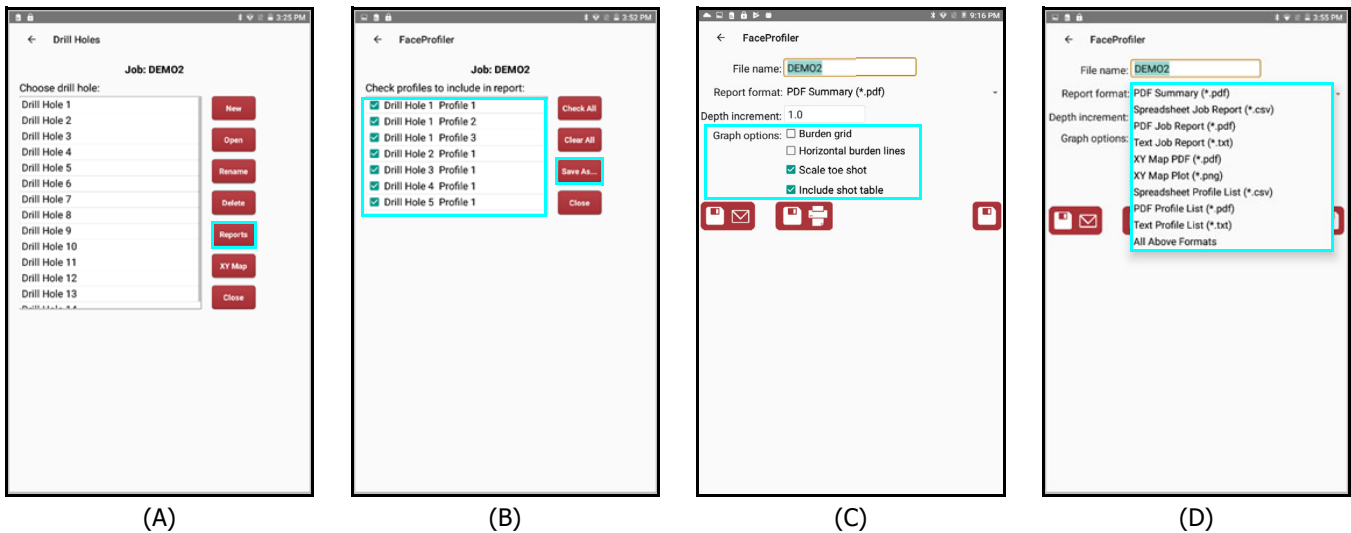 3:25 PM
Drill Holes
Job: DEMO2
Choose drill hole:
Drill Hole 1
Drill Hole 2
Drill Hole 3
Drill Hole 4
Drill Hole 5
Drill Hole 6
Drill Hole 7
Drill Hole 8
Drill Hole 9
Drill Hole 10
Drill Hole 11
Drill Hole 12
Drill Hole 13
Drill Hole 14
New
Open
Rename
Delete
Reports
XY Map
Close
(A)
3:52 PM
FaceProfiler
Job: DEMO2
Check profiles to include in report:
Drill Hole 1 Profile 1
Drill Hole 1 Profile 2
Drill Hole 1 Profile 3
Drill Hole 2 Profile 1
Drill Hole 3 Profile 1
Drill Hole 4 Profile 1
Drill Hole 5 Profile 1
Check All
Clear All
Save As...
Close
(B)
9:16 PM
FaceProfiler
File name: DEMO2
Report format: PDF Summary (*.pdf)
Depth increment: 1.0
Graph options: Burden grid
Horizontal burden lines
Scale toe shot
Include shot table
(C)
3:55 PM
FaceProfiler
File name: DEMO2
Report format: PDF Summary (*.pdf)
Spreadsheet Job Report (*.csv)
Depth increment: PDF Job Report (*.pdf)
Graph options: Text Job Report (*.txt)
XY Map PDF (*.pdf)
XY Map Plot (*.png)
Spreadsheet Profile List (*.csv)
PDF Profile List (*.pdf)
Text Profile List (*.txt)
All Above Formats
(D)